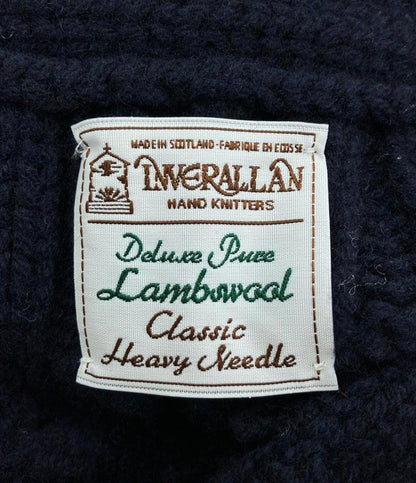 MADE IN SCOTLAND · FABRIQUE EN ECOSSE
INVERALLAN
HAND KNITTERS
Deluxe Pure
Lambswool
Classic
Heavy Needle